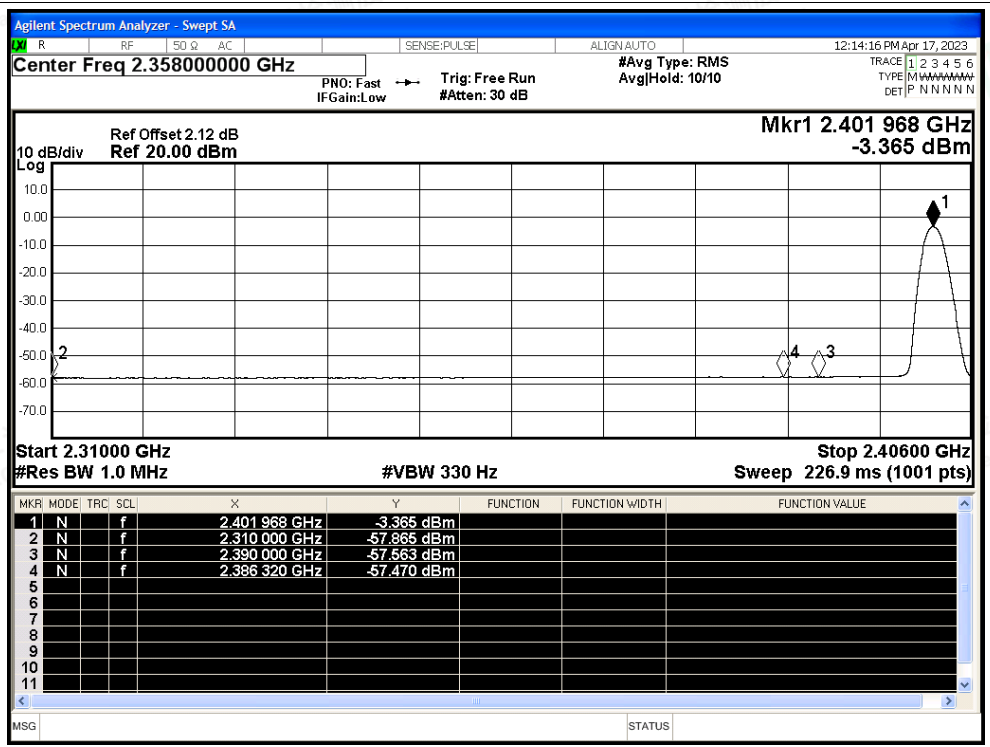 Agilent Spectrum Analyzer - Swept SA
LXI R RF 50 Ω AC SENSE:PULSE ALIGN AUTO 12:14:16 PM Apr 17, 2023
Center Freq 2.358000000 GHz
PNO: Fast
IFGain:Low
Trig: Free Run
#Atten: 30 dB
#Avg Type: RMS
Avg|Hold: 10/10
TRACE 1 2 3 4 5 6
TYPE M W W W W W
DET P N N N N N
Mkr1 2.401 968 GHz
-3.365 dBm
Ref Offset 2.12 dB
10 dB/div Ref 20.00 dBm
Log
10.0
0.00
-10.0
-20.0
-30.0
-40.0
-50.0
-60.0
-70.0
1
2
4
3
Start 2.31000 GHz Stop 2.40600 GHz
#Res BW 1.0 MHz #VBW 330 Hz Sweep 226.9 ms (1001 pts)
MKR MODE TRC SCL X Y FUNCTION FUNCTION WIDTH FUNCTION VALUE
1 N f 2.401 968 GHz -3.365 dBm
2 N f 2.310 000 GHz -57.865 dBm
3 N f 2.390 000 GHz -57.563 dBm
4 N f 2.386 320 GHz -57.470 dBm
5
6
7
8
9
10
11
MSG STATUS